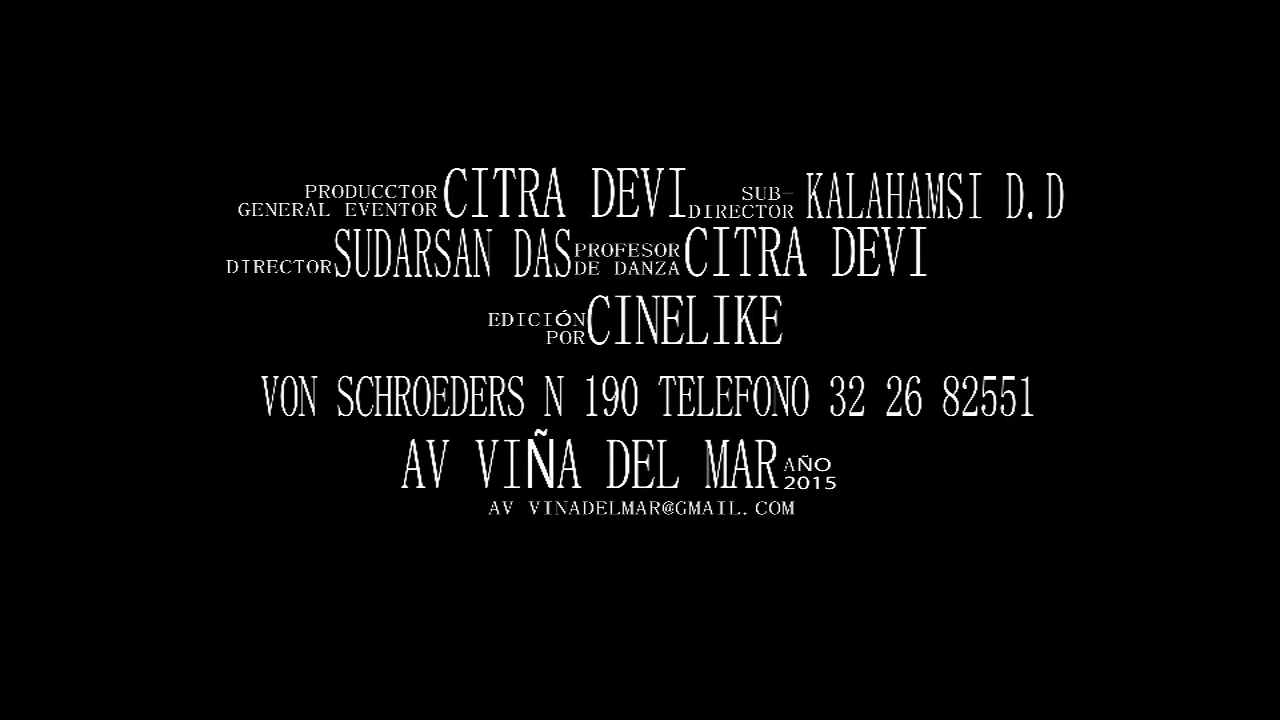 PRODUCCTOR GENERAL EVENTOR CITRA DEVI SUB-DIRECTOR KALAHAMSI D.D
DIRECTOR SUDARSAN DAS PROFESOR DE DANZA CITRA DEVI
EDICIÓN POR CINELIKE
VON SCHROEDERS N 190 TELEFONO 32 26 82551
AV VIÑA DEL MAR AÑO 2015
AV VINADELMAR@GMAIL.COM